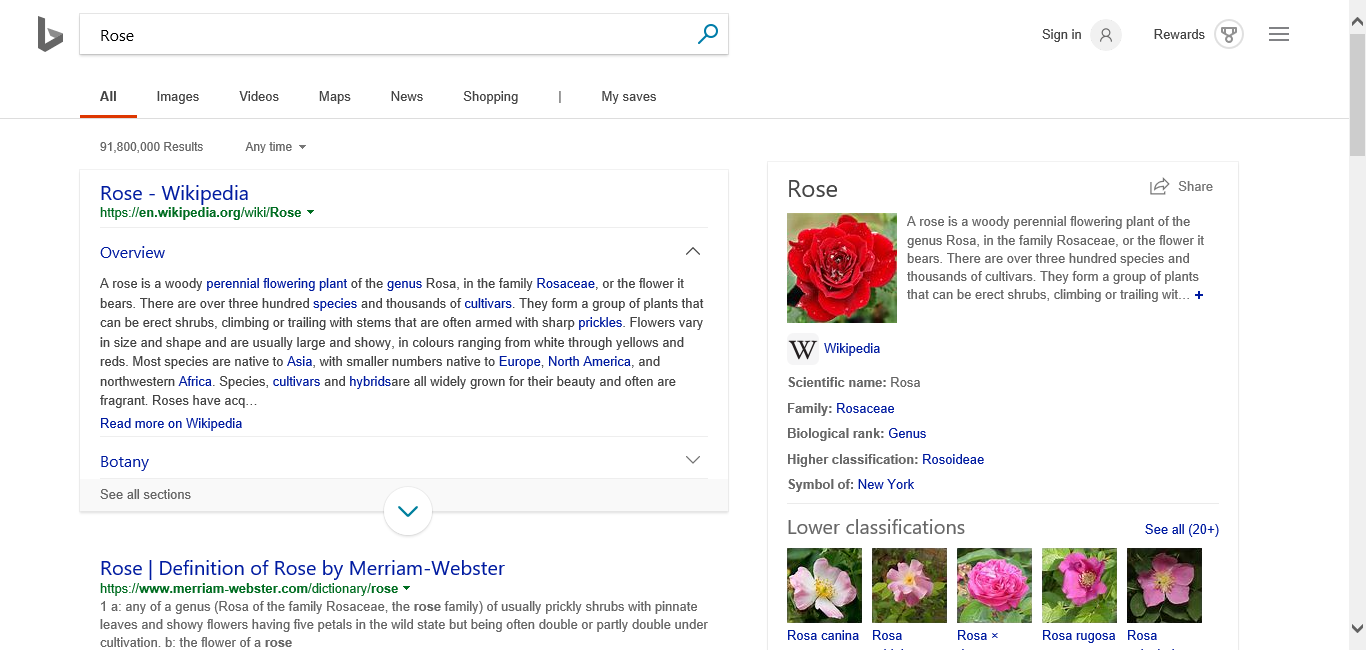 Rose
Sign in
Rewards
All
Images
Videos
Maps
News
Shopping
|
My saves
91,800,000 Results
Any time
Rose - Wikipedia
https://en.wikipedia.org/wiki/Rose
Overview
A rose is a woody perennial flowering plant of the genus Rosa, in the family Rosaceae, or the flower it
bears. There are over three hundred species and thousands of cultivars. They form a group of plants that
can be erect shrubs, climbing or trailing with stems that are often armed with sharp prickles. Flowers vary
in size and shape and are usually large and showy, in colours ranging from white through yellows and
reds. Most species are native to Asia, with smaller numbers native to Europe, North America, and
northwestern Africa. Species, cultivars and hybridsare all widely grown for their beauty and often are
fragrant. Roses have acq...
Read more on Wikipedia
Botany
See all sections
Rose | Definition of Rose by Merriam-Webster
https://www.merriam-webster.com/dictionary/rose
1 a: any of a genus (Rosa of the family Rosaceae, the rose family) of usually prickly shrubs with pinnate
leaves and showy flowers having five petals in the wild state but being often double or partly double under
cultivation. b: the flower of a rose
Rose
Share
A rose is a woody perennial flowering plant of the
genus Rosa, in the family Rosaceae, or the flower it
bears. There are over three hundred species and
thousands of cultivars. They form a group of plants
that can be erect shrubs, climbing or trailing wit... +
W Wikipedia
Scientific name: Rosa
Family: Rosaceae
Biological rank: Genus
Higher classification: Rosoideae
Symbol of: New York
Lower classifications
See all (20+)
Rosa canina
Rosa
Rosa ×
Rosa rugosa
Rosa